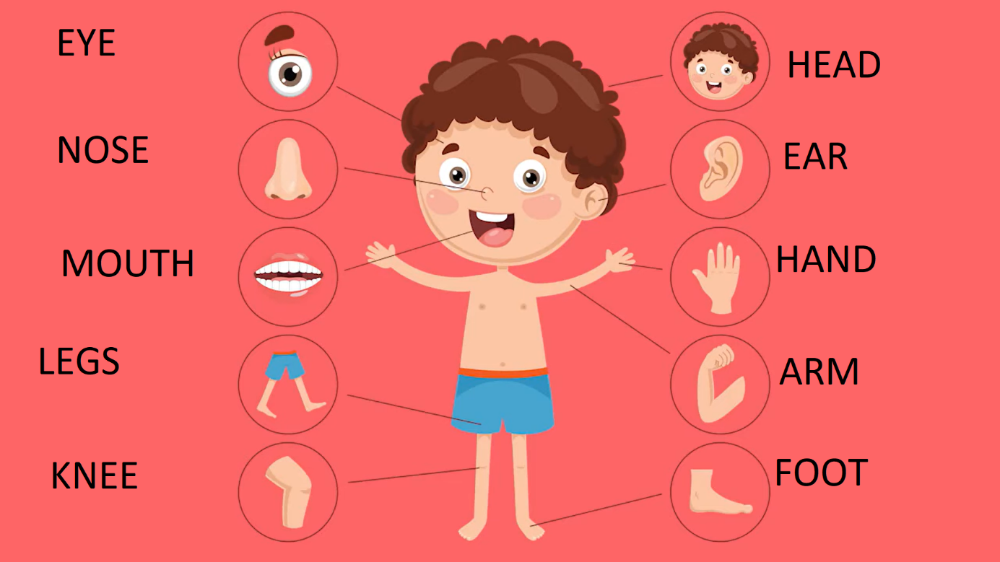 EYE
NOSE
MOUTH
LEGS
KNEE
HEAD
EAR
HAND
ARM
FOOT